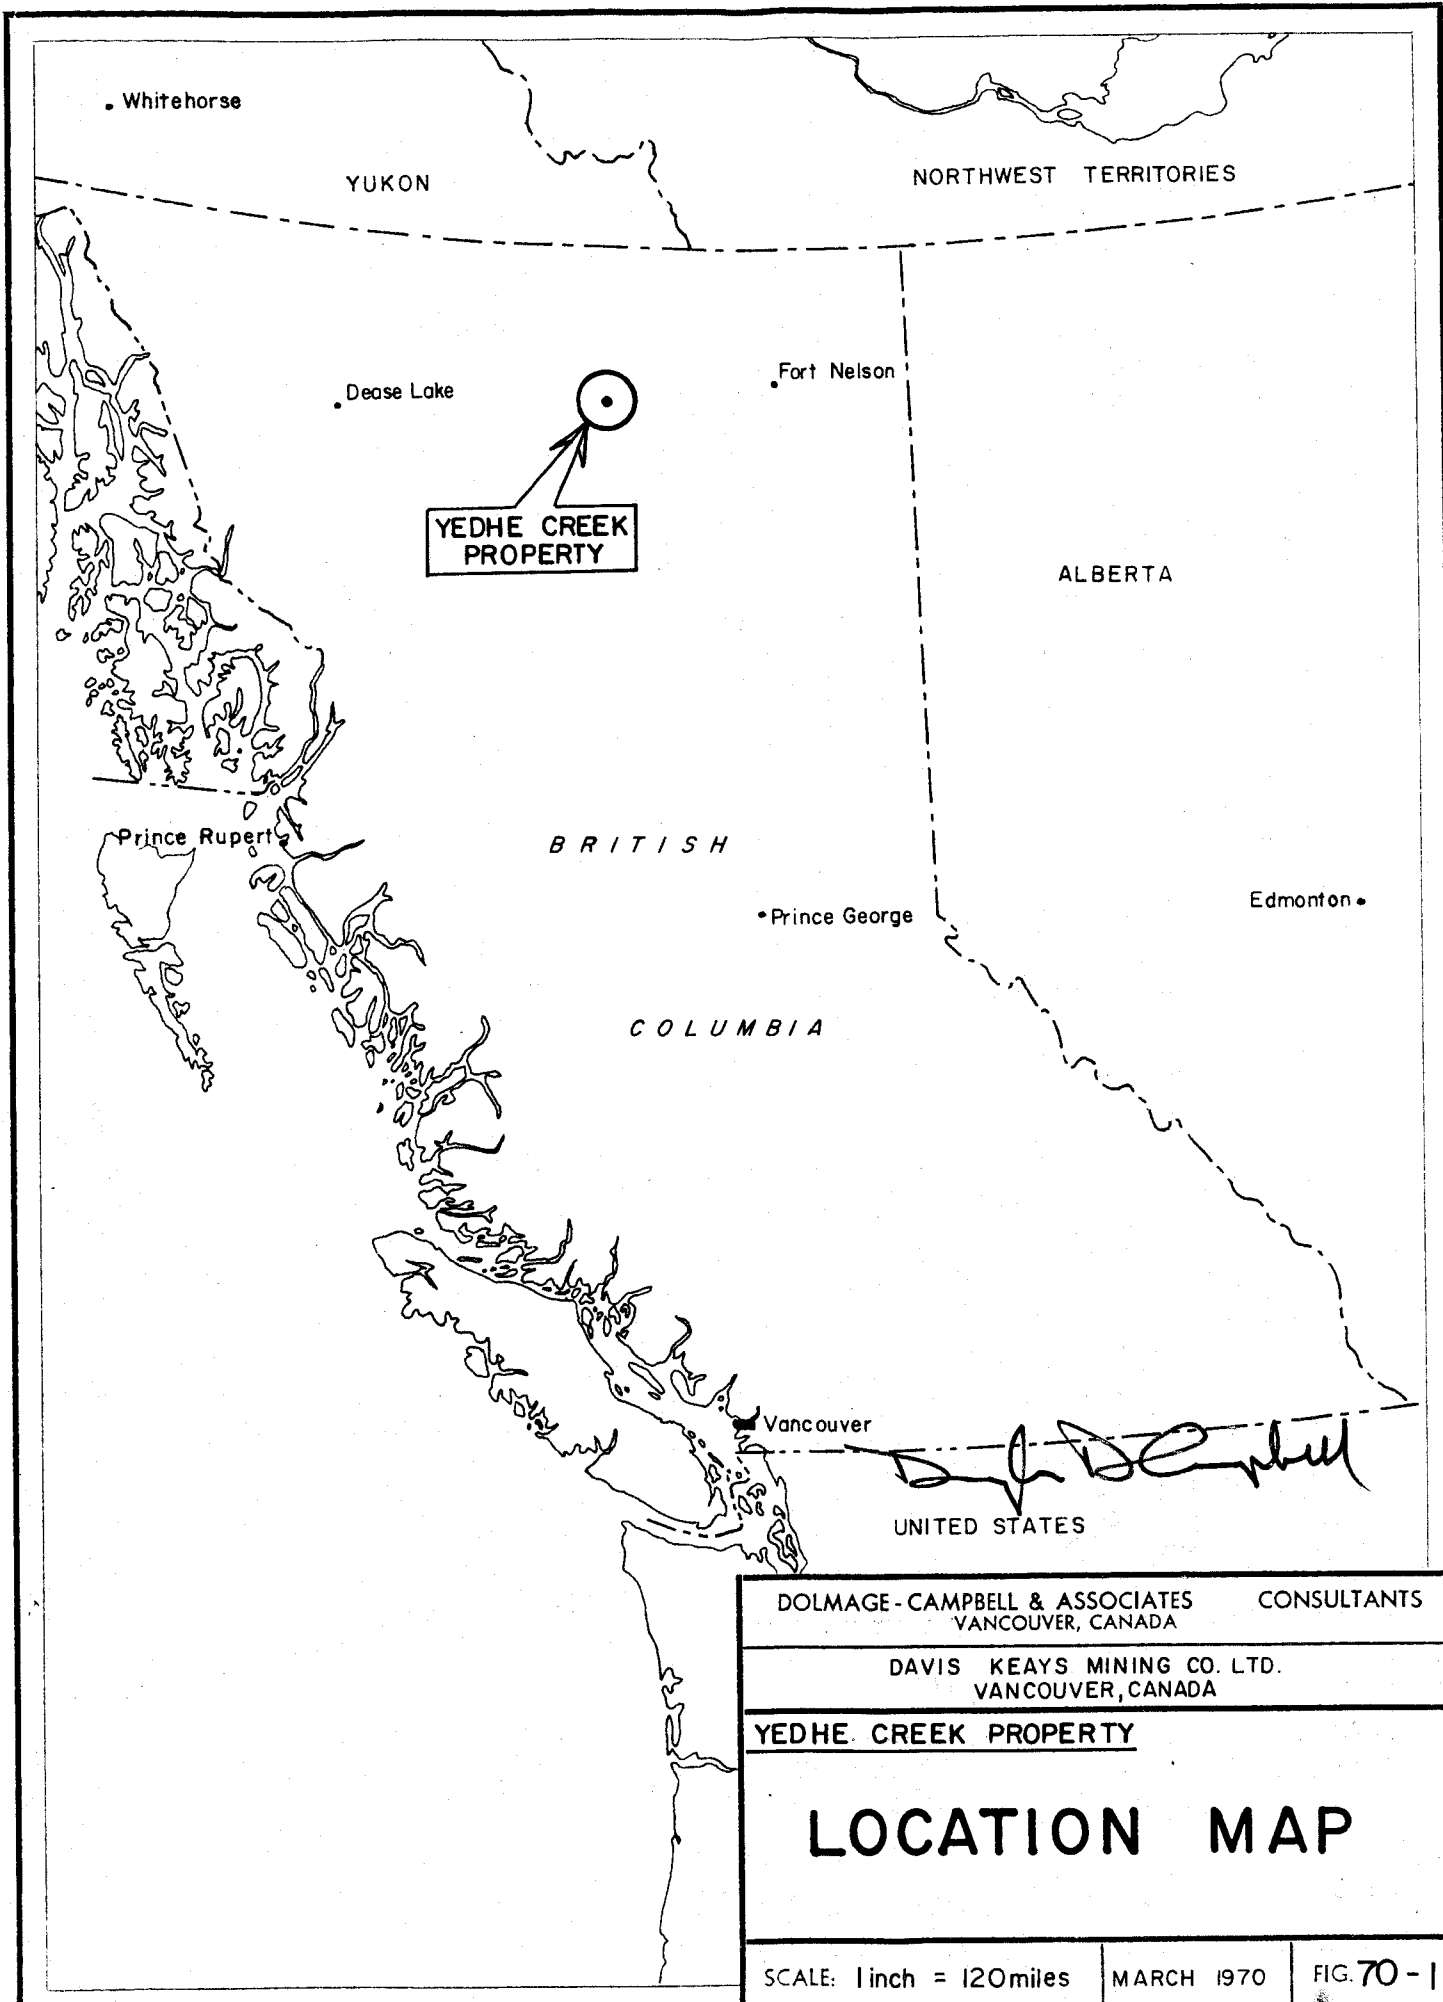 Whitehorse
YUKON
NORTHWEST TERRITORIES
Dease Lake
Fort Nelson
YEDHE CREEK
PROPERTY
ALBERTA
Prince Rupert
BRITISH
Prince George
Edmonton
COLUMBIA
Vancouver
Douglas D Campbell
UNITED STATES
DOLMAGE-CAMPBELL & ASSOCIATES CONSULTANTS
VANCOUVER, CANADA
DAVIS KEAYS MINING CO. LTD.
VANCOUVER, CANADA
YEDHE CREEK PROPERTY
LOCATION MAP
SCALE: 1 inch = 120 miles MARCH 1970 FIG. 70-1